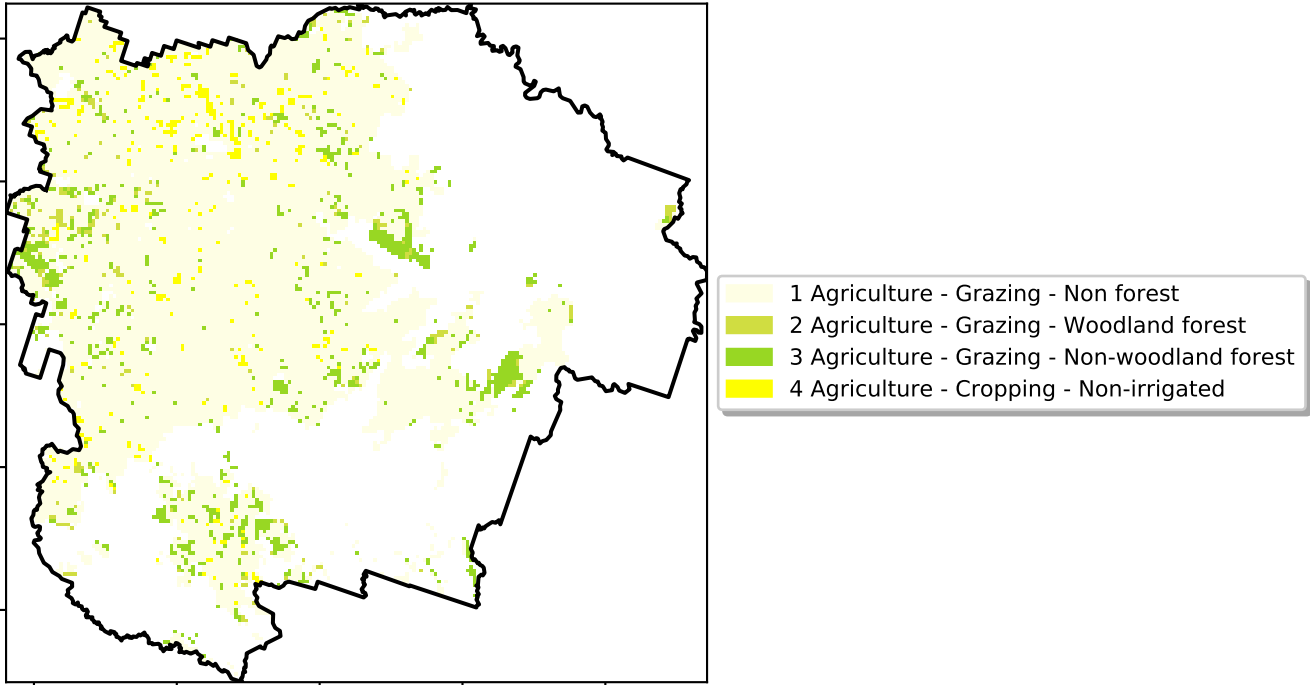 1 Agriculture - Grazing - Non forest
2 Agriculture - Grazing - Woodland forest
3 Agriculture - Grazing - Non-woodland forest
4 Agriculture - Cropping - Non-irrigated